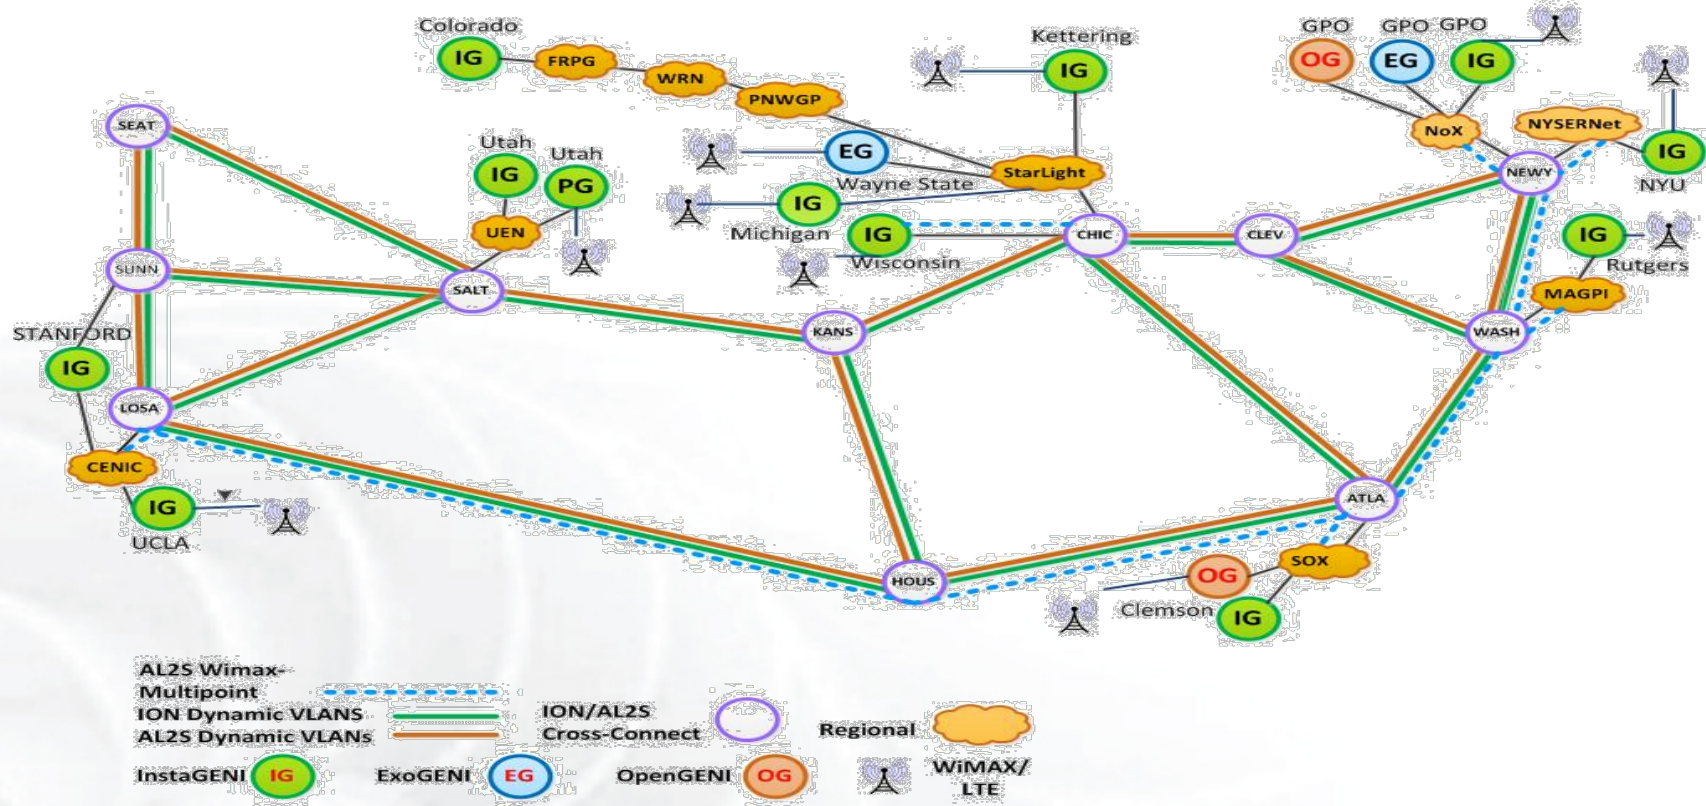 Colorado
IG
FRPG
WRN
PNWGP
Kettering
IG
GPO
GPO
GPO
OG
EG
IG
NoX
NYSERNet
IG
NYU
NEWY
SEAT
Utah
IG
Utah
PG
UEN
EG
Wayne State
StarLight
IG
Michigan
IG
Wisconsin
CHIC
CLEV
IG
Rutgers
MAGPI
WASH
SUNN
SALT
KANS
STANFORD
IG
LOSA
CENIC
IG
UCLA
HOUS
ATLA
SOX
OG
Clemson
IG
AL2S Wimax-
Multipoint
ION Dynamic VLANS
AL2S Dynamic VLANs
ION/AL2S
Cross-Connect
Regional
InstaGENI
IG
ExoGENI
EG
OpenGENI
OG
WiMAX/
LTE